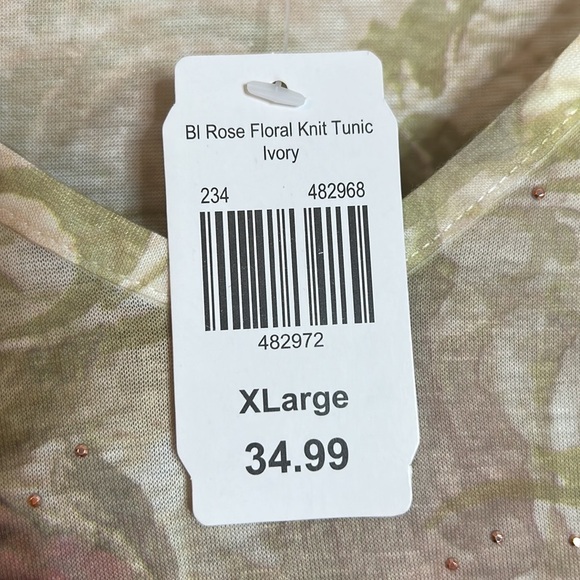 Bl Rose Floral Knit Tunic
Ivory
234 482968
482972
XLarge
34.99